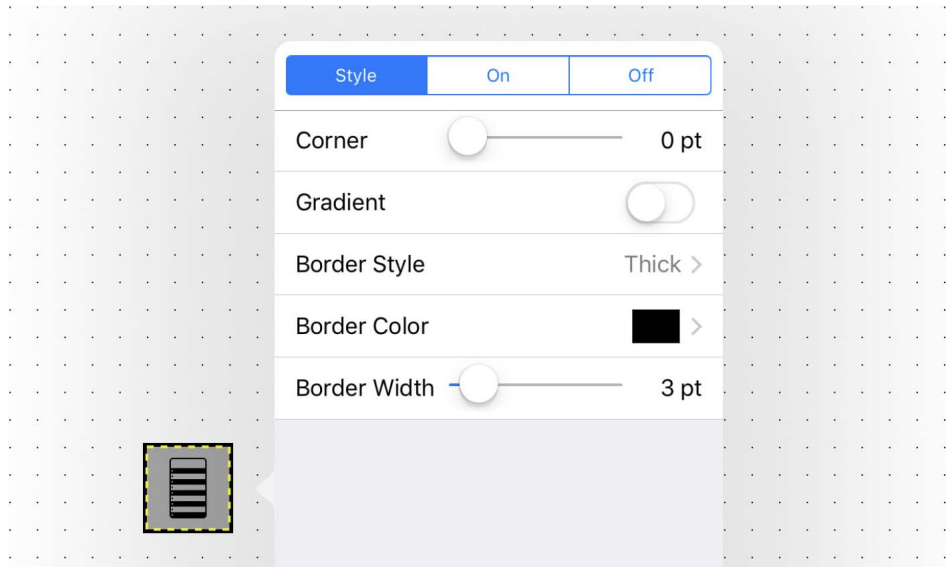 Style On Off
Corner 0 pt
Gradient
Border Style Thick >
Border Color >
Border Width 3 pt